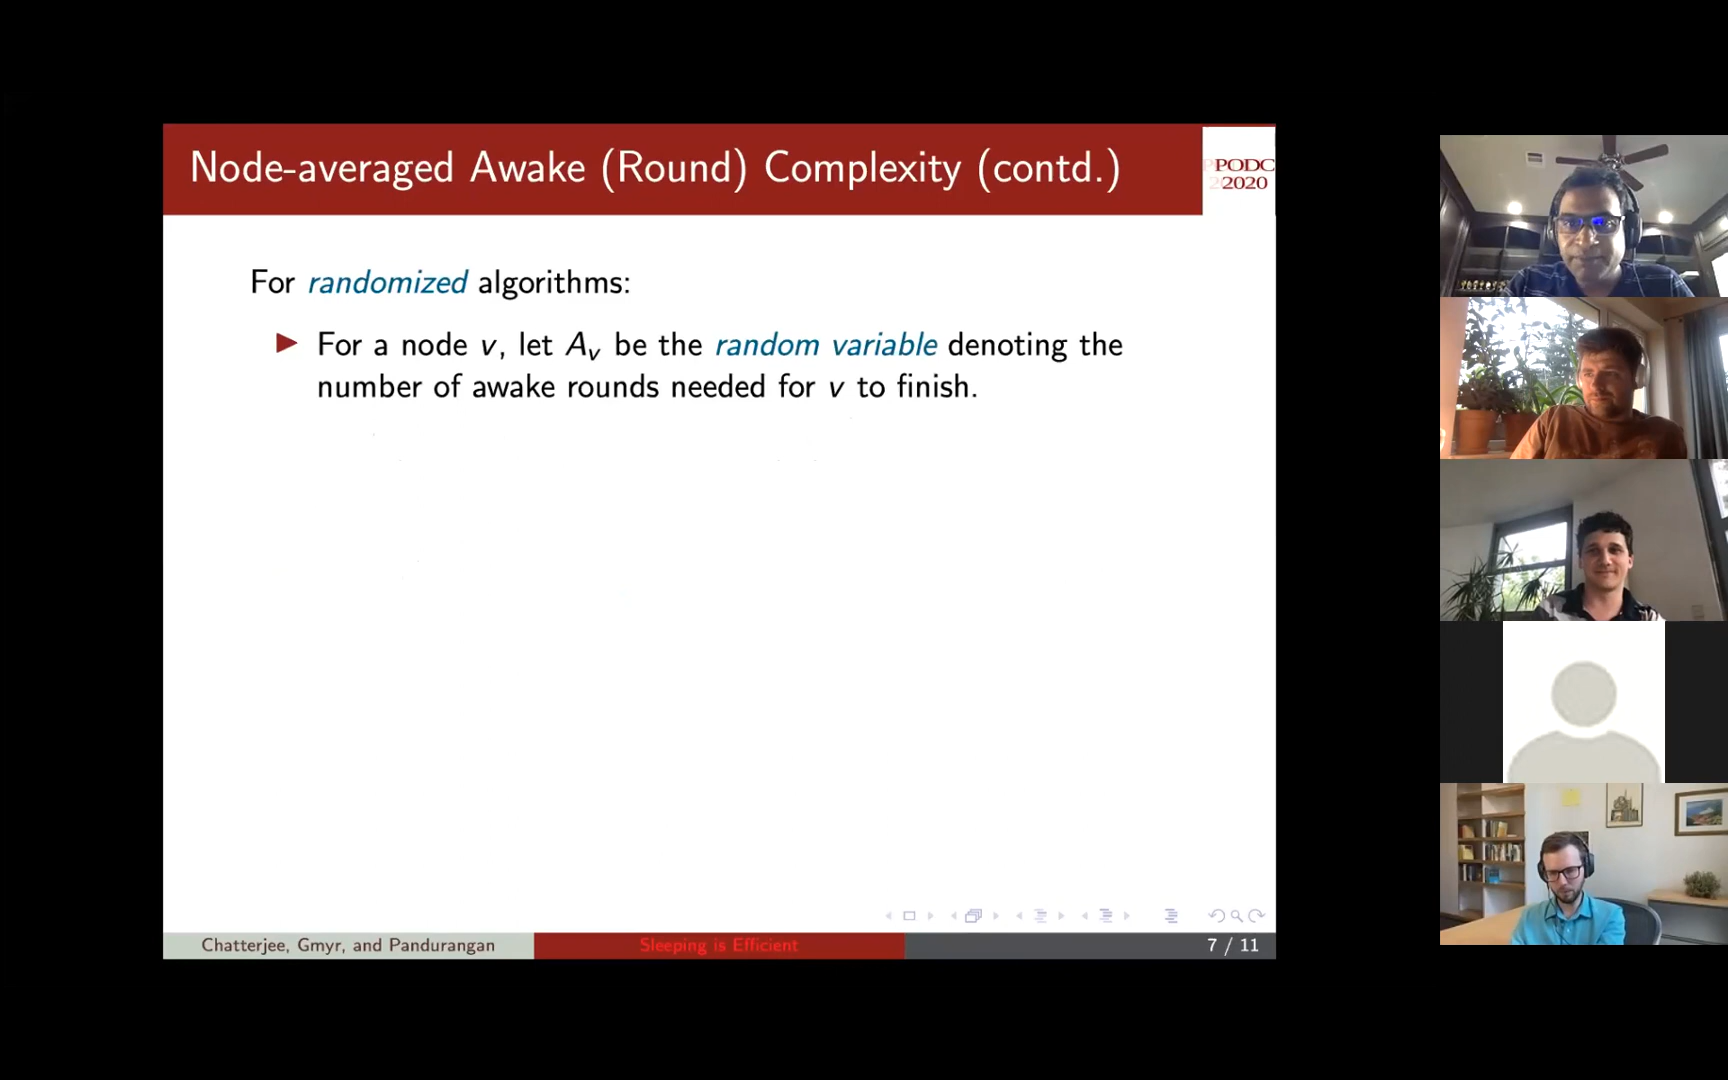 Node-averaged Awake (Round) Complexity (contd.)
PODC
2020
For randomized algorithms:
For a node v, let Aᵥ be the random variable denoting the
number of awake rounds needed for v to finish.
Chatterjee, Gmyr, and Pandurangan
Sleeping is Efficient
7 / 11